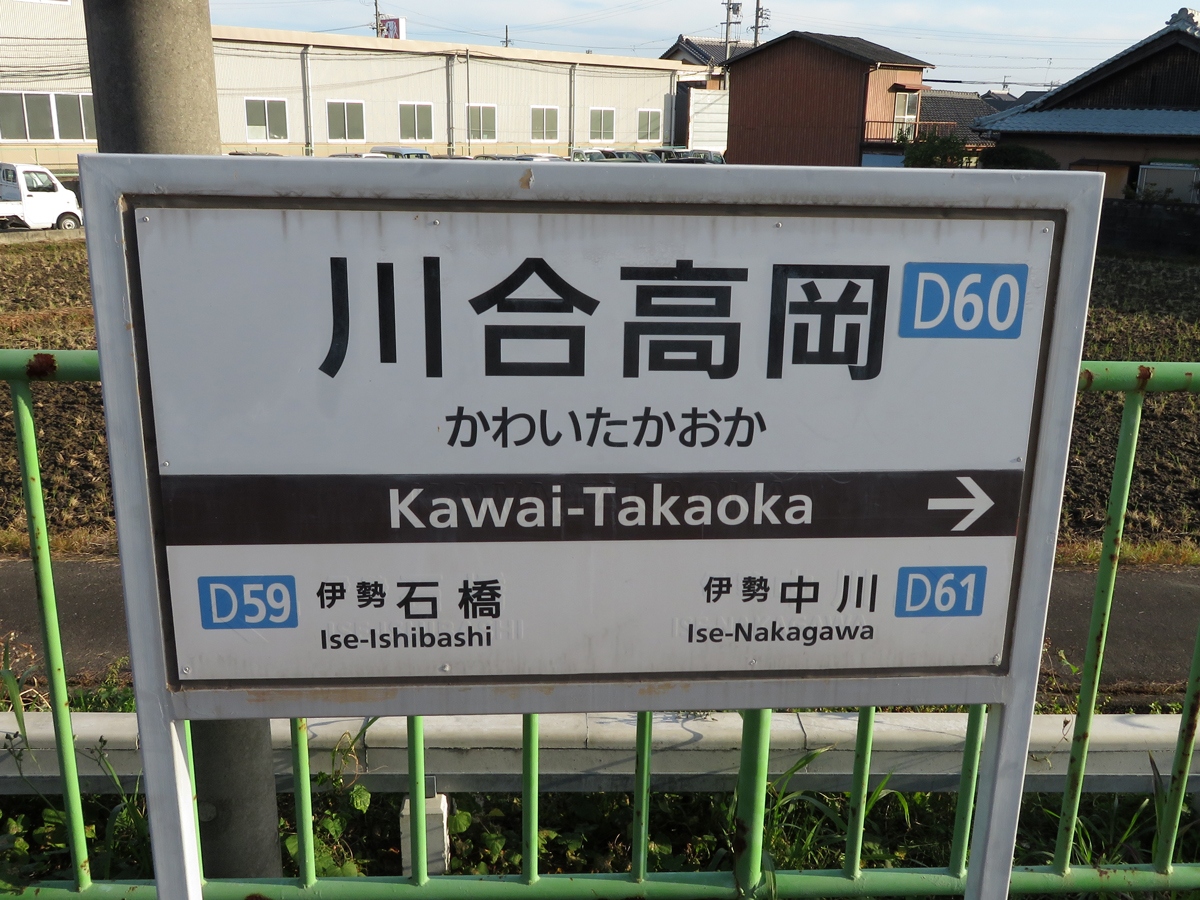 川合高岡 D60
かわいたかおか
Kawai-Takaoka →
D59 伊勢石橋 伊勢中川 D61
Ise-Ishibashi Ise-Nakagawa